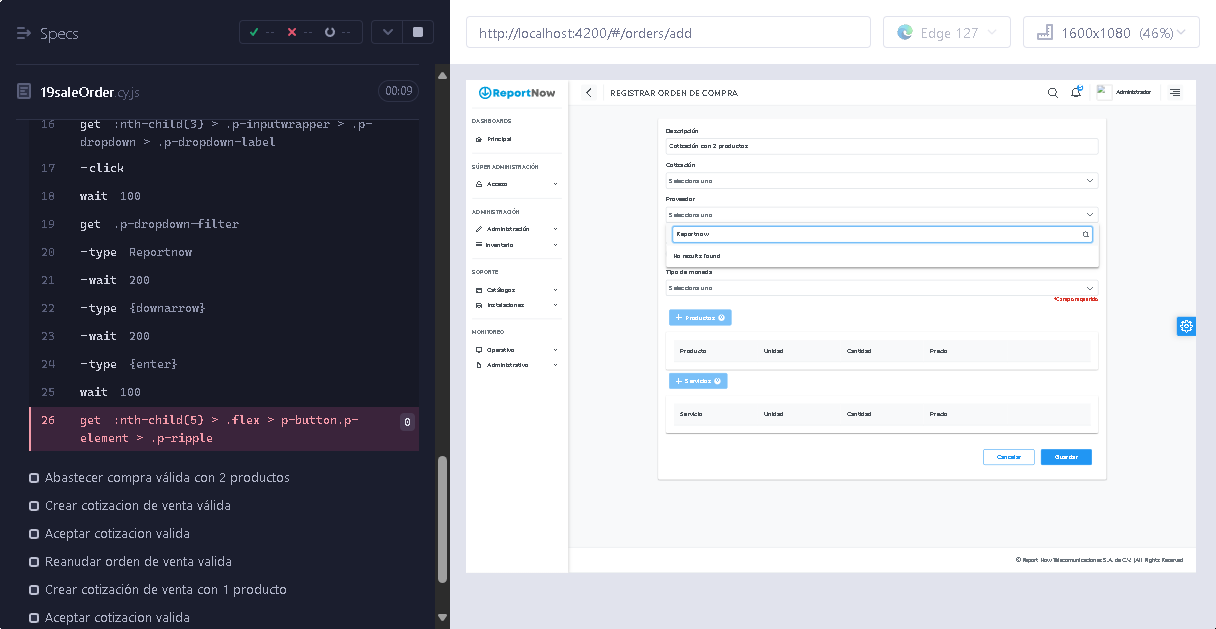 Specs
--
--
--
19saleOrder.cy.js
00:09
16 get :nth-child(3) > .p-inputwrapper > .p-
dropdown > .p-dropdown-label
17 -click
18 wait 100
19 get .p-dropdown-filter
20 -type Reportnow
21 -wait 200
22 -type {downarrow}
23 -wait 200
24 -type {enter}
25 wait 100
26 get :nth-child(5) > .flex > p-button.p-
element > .p-ripple
0
Abastecer compra válida con 2 productos
Crear cotizacion de venta válida
Aceptar cotizacion valida
Reanudar orden de venta valida
Crear cotización de venta con 1 producto
Aceptar cotizacion valida
http://localhost:4200/#/orders/add
Edge 127
1600x1080 (46%)
ReportNow
DASHBOARDS
Principal
SÚPER ADMINISTRACIÓN
Acceso
ADMINISTRACIÓN
Administración
Inventario
SOPORTE
Catálogos
Instalaciones
MONITOREO
Operativo
Administrativo
REGISTRAR ORDEN DE COMPRA
Administrador
Descripción
Cotización con 2 productos
Cotización
Selecciona uno
Proveedor
Selecciona uno
Reportnow
No results found
Tipo de moneda
Selecciona uno
*Campo requerido
+ Productos
Producto Unidad Cantidad Precio
+ Servicios
Servicio Unidad Cantidad Precio
Cancelar
Guardar
© Report Now Telecomunicaciones S.A. de C.V. | All Rights Reserved